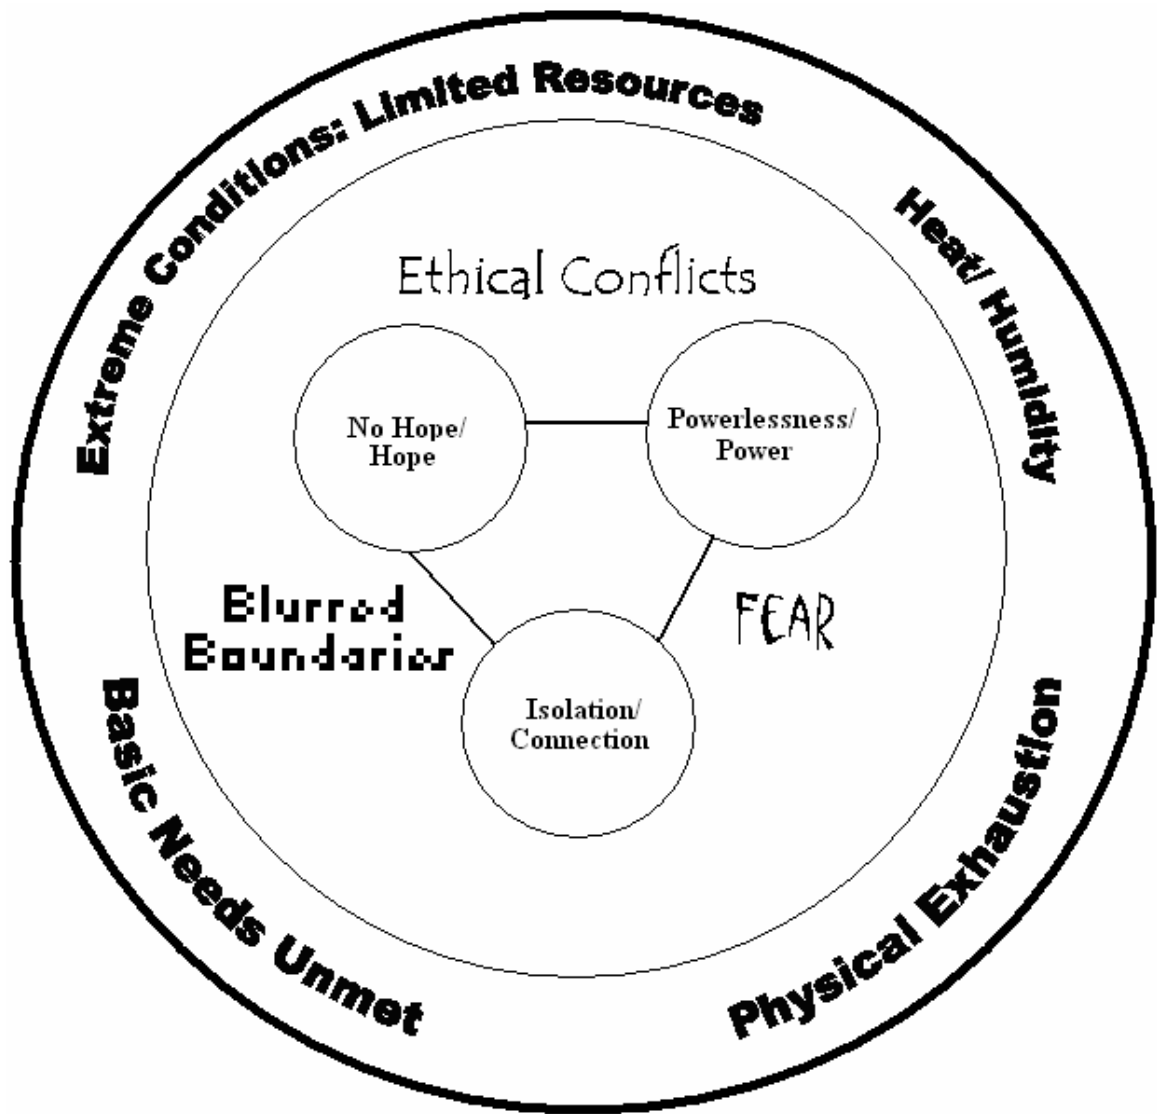 Extreme Conditions: Limited Resources
Heat/ Humidity
Ethical Conflicts
No Hope/
Hope
Powerlessness/
Power
Blurred
Boundaries
FEAR
Isolation/
Connection
Basic Needs Unmet
Physical Exhaustion